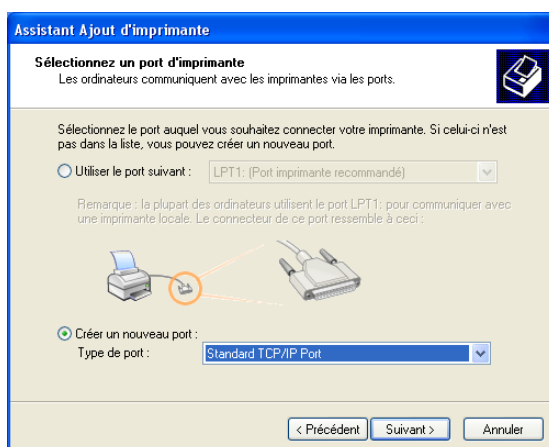 Assistant Ajout d'imprimante
Sélectionnez un port d'imprimante
Les ordinateurs communiquent avec les imprimantes via les ports.
Sélectionnez le port auquel vous souhaitez connecter votre imprimante. Si celui-ci n'est
pas dans la liste, vous pouvez créer un nouveau port.
Utiliser le port suivant : LPT1: (Port imprimante recommandé)
Remarque : la plupart des ordinateurs utilisent le port LPT1: pour communiquer avec
une imprimante locale. Le connecteur de ce port ressemble à ceci :
Créer un nouveau port :
Type de port : Standard TCP/IP Port
< Précédent Suivant > Annuler